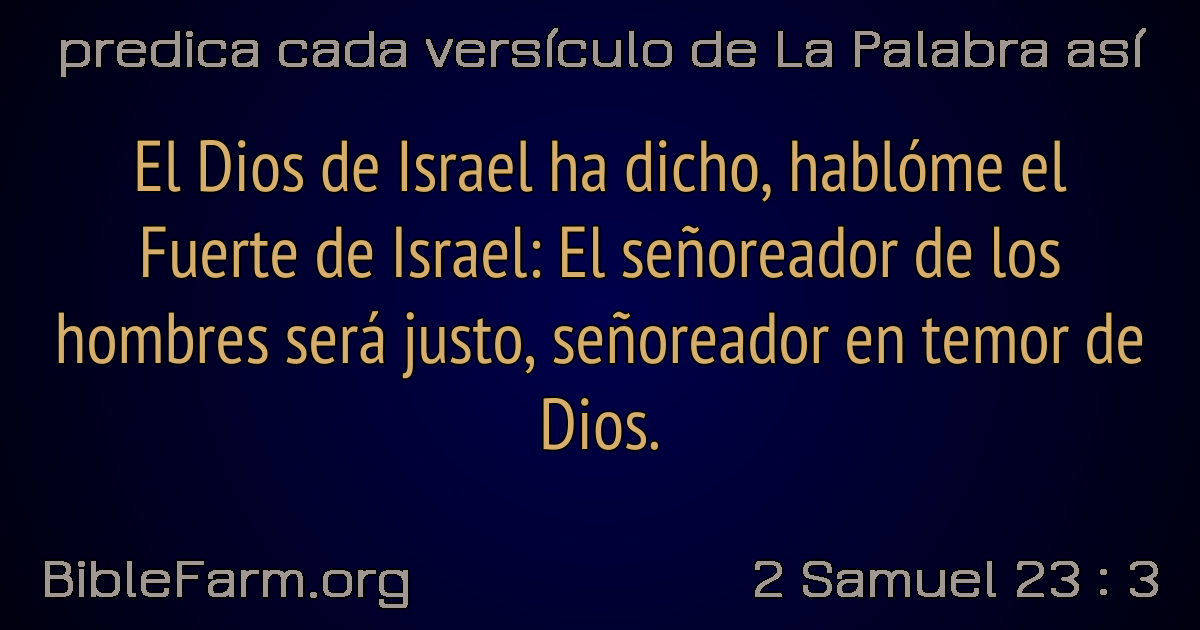 predica cada versículo de La Palabra así
El Dios de Israel ha dicho, hablóme el
Fuerte de Israel: El señoreador de los
hombres será justo, señoreador en temor de
Dios.
BibleFarm.org
2 Samuel 23 : 3